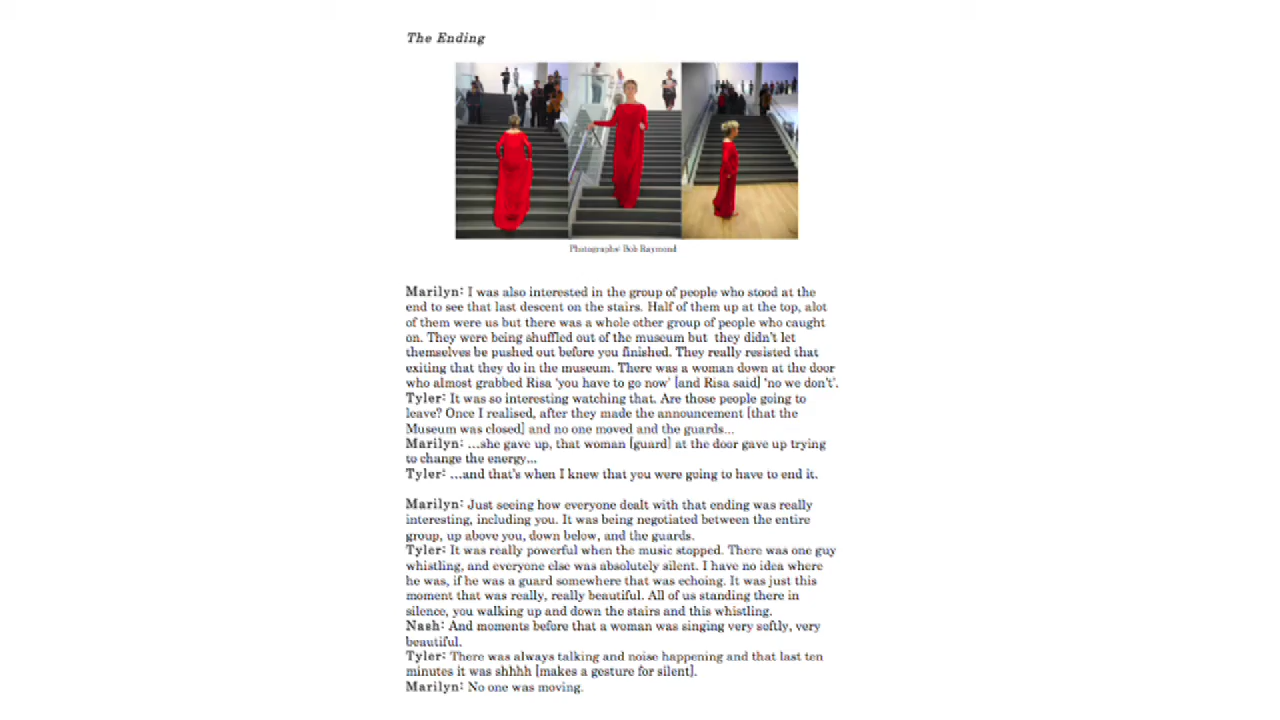 The Ending
Photographs: Bob Raymond
Marilyn: I was also interested in the group of people who stood at the
end to see that last descent on the stairs. Half of them up at the top, alot
of them were us but there was a whole other group of people who caught
on. They were being shuffled out of the museum but they didn't let
themselves be pushed out before you finished. They really resisted that
exiting that they do in the museum. There was a woman down at the door
who almost grabbed Risa 'you have to go now' [and Risa said] 'no we don't'.
Tyler: It was so interesting watching that. Are those people going to
leave? Once I realised, after they made the announcement [that the
Museum was closed] and no one moved and the guards...
Marilyn: ...she gave up, that woman [guard] at the door gave up trying
to change the energy...
Tyler: ...and that's when I knew that you were going to have to end it.
Marilyn: Just seeing how everyone dealt with that ending was really
interesting, including you. It was being negotiated between the entire
group, up above you, down below, and the guards.
Tyler: It was really powerful when the music stopped. There was one guy
whistling, and everyone else was absolutely silent. I have no idea where
he was, if he was a guard somewhere that was echoing. It was just this
moment that was really, really beautiful. All of us standing there in
silence, you walking up and down the stairs and this whistling.
Nash: And moments before that a woman was singing very softly, very
beautiful.
Tyler: There was always talking and noise happening and that last ten
minutes it was shhhh [makes a gesture for silent].
Marilyn: No one was moving.